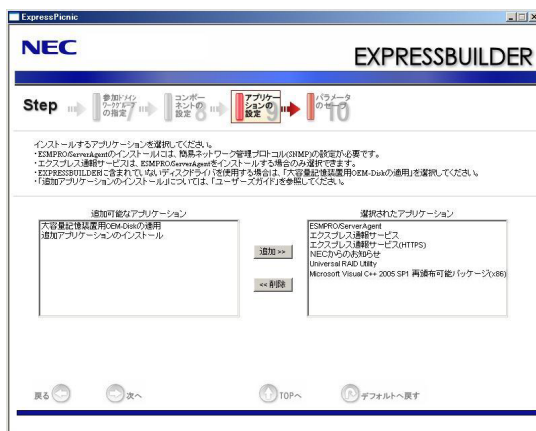 ExpressPicnic
NEC
EXPRESSBUILDER
Step
参加ドメイン
ワークグループ
の指定 7
コンポー
ネントの
設定 8
アプリケー
ションの
設定 9
パラメータ
のセーブ 10
インストールするアプリケーションを選択してください。
・ESMPRO/ServerAgentのインストールには、簡易ネットワーク管理プロトコル(SNMP)の設定が必要です。
・エクスプレス通報サービスは、ESMPRO/ServerAgentをインストールする場合のみ選択できます。
・EXPRESSBUILDERに含まれていないディスクドライバを使用する場合は、「大容量記憶装置用OEM-Diskの適用」を選択してください。
・「追加アプリケーションのインストール」については、「ユーザーズガイド」を参照してください。
追加可能なアプリケーション
大容量記憶装置用OEM-Diskの適用
追加アプリケーションのインストール
追加 >>
<< 削除
選択されたアプリケーション
ESMPRO/ServerAgent
エクスプレス通報サービス
エクスプレス通報サービス(HTTPS)
NECからのお知らせ
Universal RAID Utility
Microsoft Visual C++ 2005 SP1 再頒布可能パッケージ(x86)
戻る
次へ
TOPへ
デフォルトへ戻す